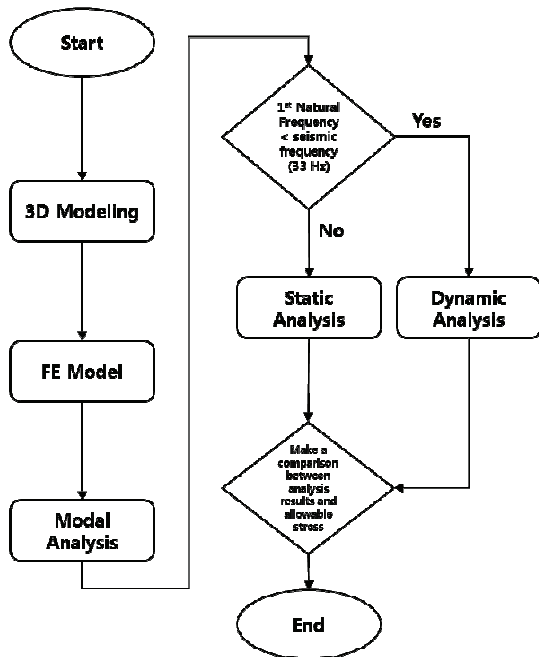 Start
3D Modeling
FE Model
Modal
Analysis
1st Natural
Frequency
< seismic
frequency
(33 Hz)
Yes
No
Static
Analysis
Dynamic
Analysis
Make a
comparison
between
analysis
results and
allowable
stress
End